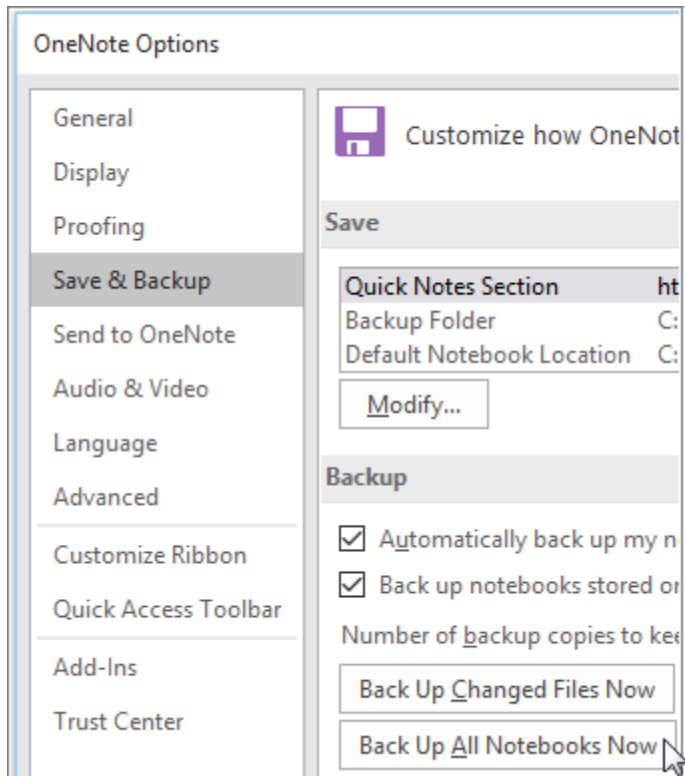 OneNote Options
General
Display
Proofing
Save & Backup
Send to OneNote
Audio & Video
Language
Advanced
Customize Ribbon
Quick Access Toolbar
Add-Ins
Trust Center
Customize how OneNot
Save
Quick Notes Section ht
Backup Folder C:
Default Notebook Location C:
Modify...
Backup
Automatically back up my n
Back up notebooks stored or
Number of backup copies to kee
Back Up Changed Files Now
Back Up All Notebooks Now